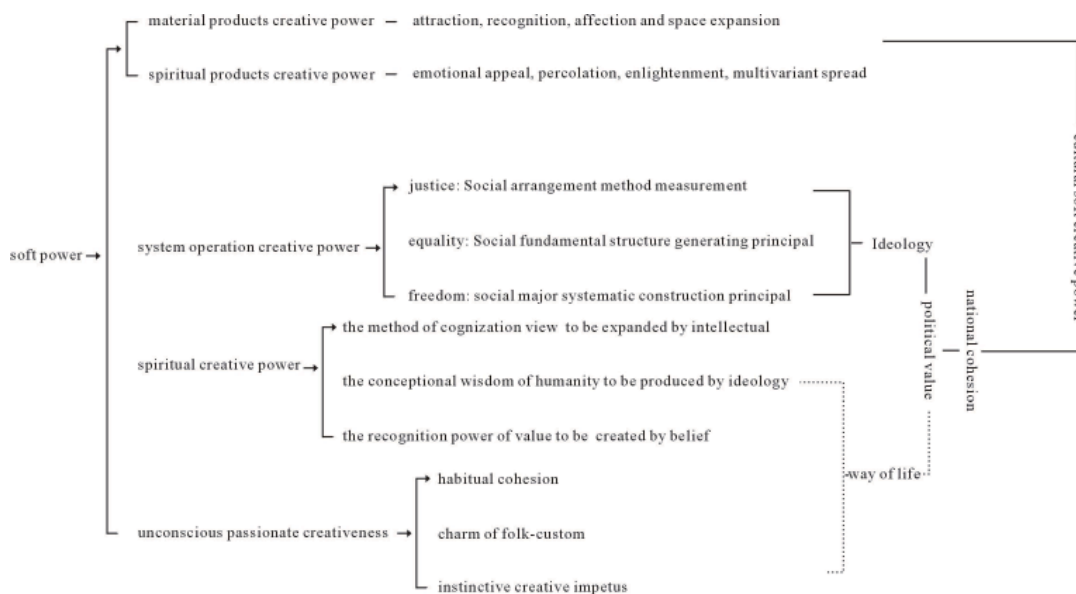 material products creative power — attraction, recognition, affection and space expansion
spiritual products creative power — emotional appeal, percolation, enlightenment, multivariant spread
justice: Social arrangement method measurement
soft power
system operation creative power
equality: Social fundamental structure generating principal
Ideology
freedom: social major systematic construction principal
the method of cognization view to be expanded by intellectual
spiritual creative power
the conceptional wisdom of humanity to be produced by ideology
the recognition power of value to be created by belief
political value
national cohesion
way of life
habitual cohesion
unconscious passionate creativeness
charm of folk-custom
instinctive creative impetus